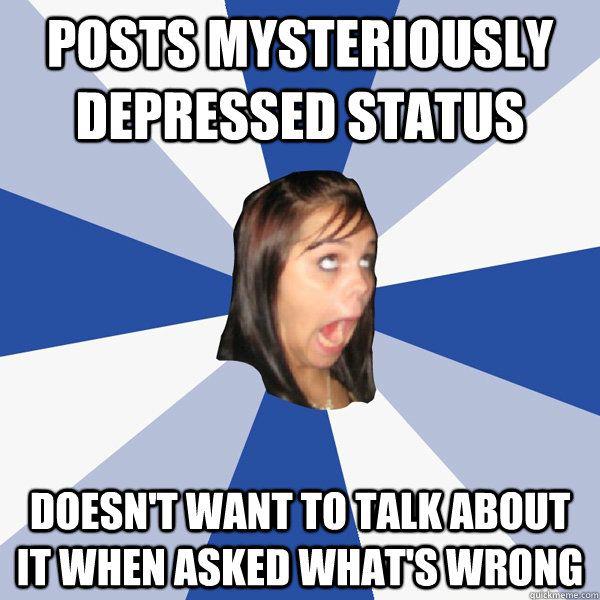 POSTS MYSTERIOUSLY
DEPRESSED STATUS
DOESN'T WANT TO TALK ABOUT
IT WHEN ASKED WHAT'S WRONG
quickmeme.com